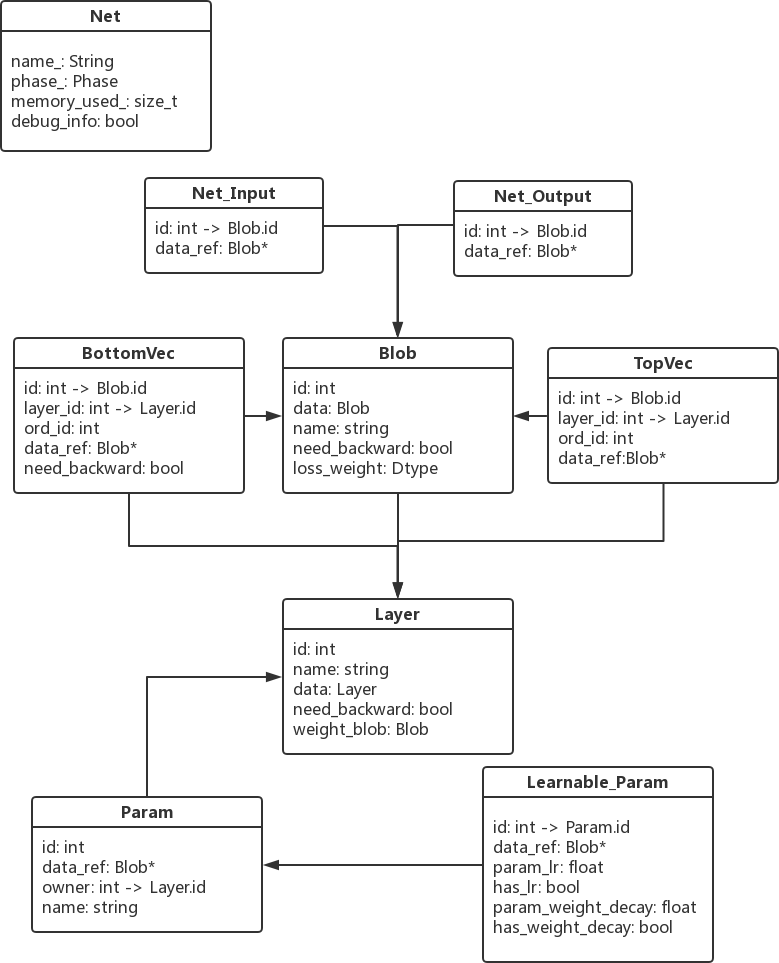 Net
name_: String
phase_: Phase
memory_used_: size_t
debug_info: bool
Net_Input
id: int -> Blob.id
data_ref: Blob*
Net_Output
id: int -> Blob.id
data_ref: Blob*
BottomVec
id: int -> Blob.id
layer_id: int -> Layer.id
ord_id: int
data_ref: Blob*
need_backward: bool
Blob
id: int
data: Blob
name: string
need_backward: bool
loss_weight: Dtype
TopVec
id: int -> Blob.id
layer_id: int -> Layer.id
ord_id: int
data_ref:Blob*
Layer
id: int
name: string
data: Layer
need_backward: bool
weight_blob: Blob
Param
id: int
data_ref: Blob*
owner: int -> Layer.id
name: string
Learnable_Param
id: int -> Param.id
data_ref: Blob*
param_lr: float
has_lr: bool
param_weight_decay: float
has_weight_decay: bool